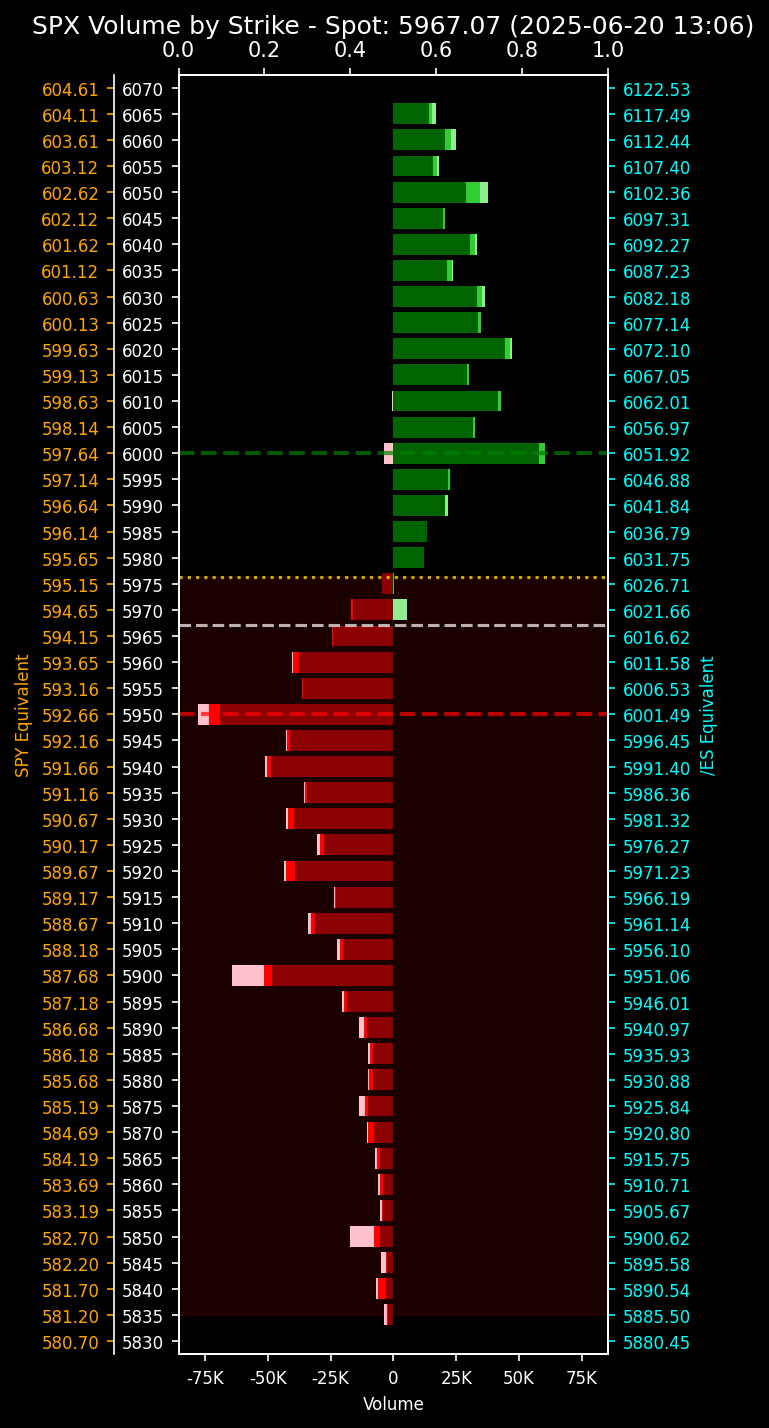 SPX Volume by Strike - Spot: 5967.07 (2025-06-20 13:06)
0.0 0.2 0.4 0.6 0.8 1.0
604.61 6070 6122.53
604.11 6065 6117.49
603.61 6060 6112.44
603.12 6055 6107.40
602.62 6050 6102.36
602.12 6045 6097.31
601.62 6040 6092.27
601.12 6035 6087.23
600.63 6030 6082.18
600.13 6025 6077.14
599.63 6020 6072.10
599.13 6015 6067.05
598.63 6010 6062.01
598.14 6005 6056.97
597.64 6000 6051.92
597.14 5995 6046.88
596.64 5990 6041.84
596.14 5985 6036.79
595.65 5980 6031.75
595.15 5975 6026.71
594.65 5970 6021.66
594.15 5965 6016.62
593.65 5960 6011.58
593.16 5955 6006.53
592.66 5950 6001.49
592.16 5945 5996.45
591.66 5940 5991.40
591.16 5935 5986.36
590.67 5930 5981.32
590.17 5925 5976.27
589.67 5920 5971.23
589.17 5915 5966.19
588.67 5910 5961.14
588.18 5905 5956.10
587.68 5900 5951.06
587.18 5895 5946.01
586.68 5890 5940.97
586.18 5885 5935.93
585.68 5880 5930.88
585.19 5875 5925.84
584.69 5870 5920.80
584.19 5865 5915.75
583.69 5860 5910.71
583.19 5855 5905.67
582.70 5850 5900.62
582.20 5845 5895.58
581.70 5840 5890.54
581.20 5835 5885.50
580.70 5830 5880.45
SPY Equivalent
/ES Equivalent
-75K -50K -25K 0 25K 50K 75K
Volume